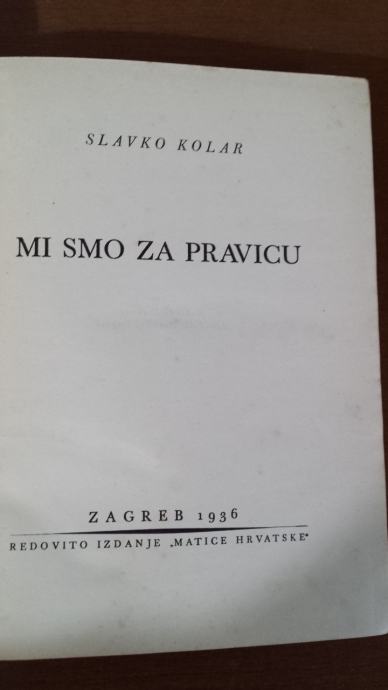 SLAVKO KOLAR
MI SMO ZA PRAVICU
ZAGREB 1936
REDOVITO IZDANJE „MATICE HRVATSKE“